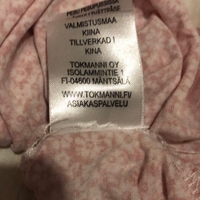 VALMISTUSMAA
KIINA
TILLVERKAD I
KINA
TOKMANNI OY
ISOLAMMINTIE 1
FI-04600 MÄNTSÄLÄ
WWW.TOKMANNI.FI/
ASIAKASPALVELU